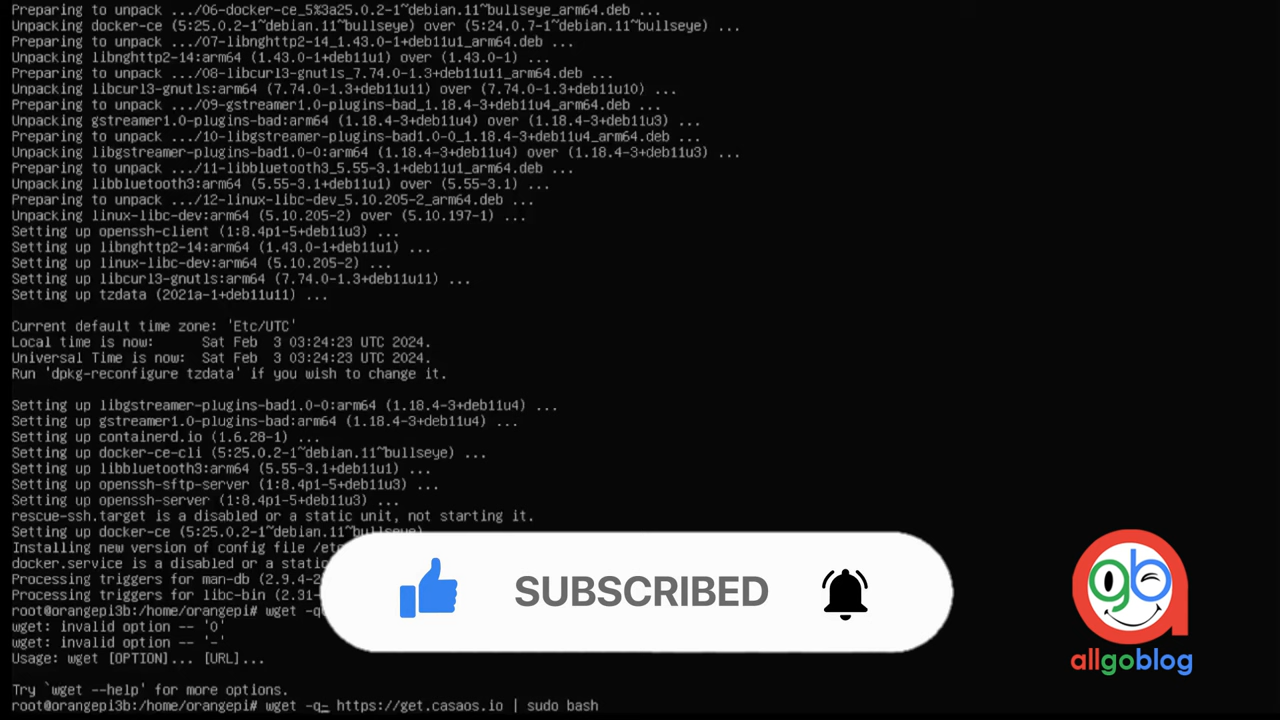 Preparing to unpack .../06-docker-ce_5%3a25.0.2-1~debian.11~bullseye_arm64.deb ...
Unpacking docker-ce (5:25.0.2-1~debian.11~bullseye) over (5:24.0.7-1~debian.11~bullseye) ...
Preparing to unpack .../07-libnghttp2-14_1.43.0-1+deb11u1_arm64.deb ...
Unpacking libnghttp2-14:arm64 (1.43.0-1+deb11u1) over (1.43.0-1) ...
Preparing to unpack .../08-libcurl3-gnutls_7.74.0-1.3+deb11u11_arm64.deb ...
Unpacking libcurl3-gnutls:arm64 (7.74.0-1.3+deb11u11) over (7.74.0-1.3+deb11u10) ...
Preparing to unpack .../09-gstreamer1.0-plugins-bad_1.18.4-3+deb11u4_arm64.deb ...
Unpacking gstreamer1.0-plugins-bad:arm64 (1.18.4-3+deb11u4) over (1.18.4-3+deb11u3) ...
Preparing to unpack .../10-libgstreamer-plugins-bad1.0-0_1.18.4-3+deb11u4_arm64.deb ...
Unpacking libgstreamer-plugins-bad1.0-0:arm64 (1.18.4-3+deb11u4) over (1.18.4-3+deb11u3) ...
Preparing to unpack .../11-libbluetooth3_5.55-3.1+deb11u1_arm64.deb ...
Unpacking libbluetooth3:arm64 (5.55-3.1+deb11u1) over (5.55-3.1) ...
Preparing to unpack .../12-linux-libc-dev_5.10.205-2_arm64.deb ...
Unpacking linux-libc-dev:arm64 (5.10.205-2) over (5.10.197-1) ...
Setting up openssh-client (1:8.4p1-5+deb11u3) ...
Setting up libnghttp2-14:arm64 (1.43.0-1+deb11u1) ...
Setting up linux-libc-dev:arm64 (5.10.205-2) ...
Setting up libcurl3-gnutls:arm64 (7.74.0-1.3+deb11u11) ...
Setting up tzdata (2021a-1+deb11u11) ...
Current default time zone: 'Etc/UTC'
Local time is now:      Sat Feb  3 03:24:23 UTC 2024.
Universal Time is now:  Sat Feb  3 03:24:23 UTC 2024.
Run 'dpkg-reconfigure tzdata' if you wish to change it.
Setting up libgstreamer-plugins-bad1.0-0:arm64 (1.18.4-3+deb11u4) ...
Setting up gstreamer1.0-plugins-bad:arm64 (1.18.4-3+deb11u4) ...
Setting up containerd.io (1.6.28-1) ...
Setting up docker-ce-cli (5:25.0.2-1~debian.11~bullseye) ...
Setting up libbluetooth3:arm64 (5.55-3.1+deb11u1) ...
Setting up openssh-sftp-server (1:8.4p1-5+deb11u3) ...
Setting up openssh-server (1:8.4p1-5+deb11u3) ...
rescue-ssh.target is a disabled or a static unit, not starting it.
Setting up docker-ce (5:25.0.2-1~debian.11~bullseye)
Installing new version of config file
docker.service is a disabled or a
Processing triggers for man-db
Processing triggers for libc-bin
root@orangepi3b:/home/orangepi# wget
wget: invalid option -- 'O'
wget: invalid option -- '-'
Usage: wget [OPTION]... [URL]...
Try `wget --help' for more options.
root@orangepi3b:/home/orangepi# wget -q- https://get.casaos.io | sudo bash
SUBSCRIBED
gb
allgoblog